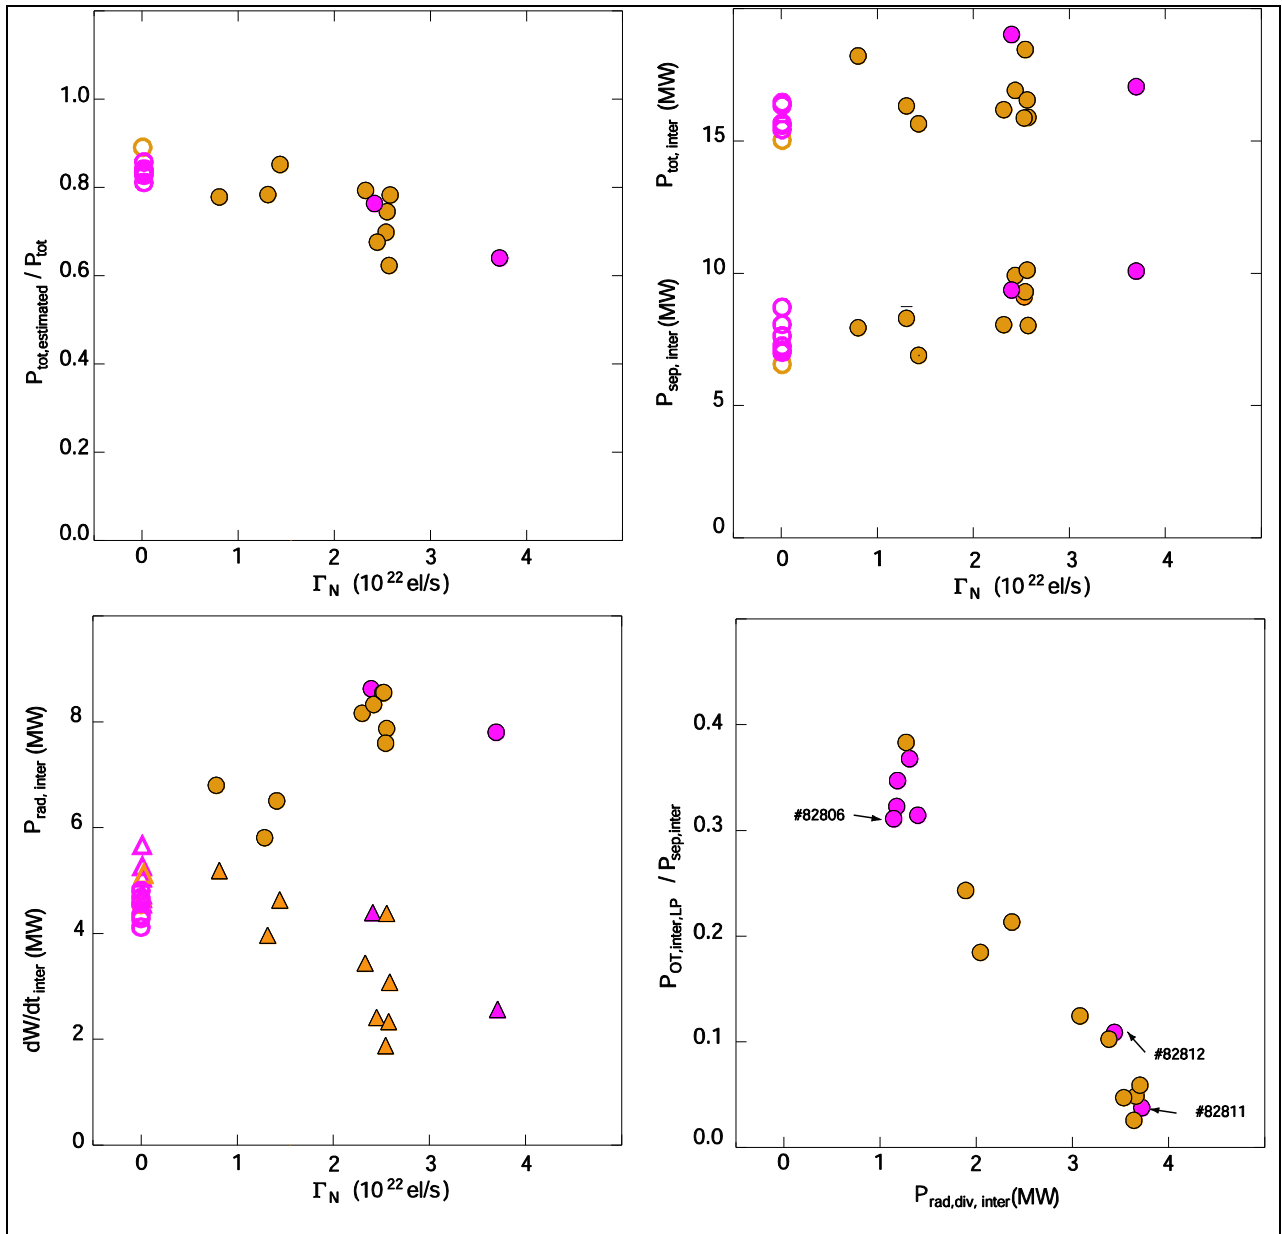 1.0
0.8
0.6
0.4
0.2
0.0
P_tot,estimated / P_tot
0 1 2 3 4
Γ_N (10^22 el/s)
15
10
5
0
P_tot, inter (MW)
P_sep, inter (MW)
0 1 2 3 4
Γ_N (10^22 el/s)
8
6
4
2
0
P_rad, inter (MW)
dW/dt_inter (MW)
0 1 2 3 4
Γ_N (10^22 el/s)
0.4
0.3
0.2
0.1
0.0
P_OT,inter,LP / P_sep,inter
#82806
#82812
#82811
0 1 2 3 4
P_rad,div, inter (MW)